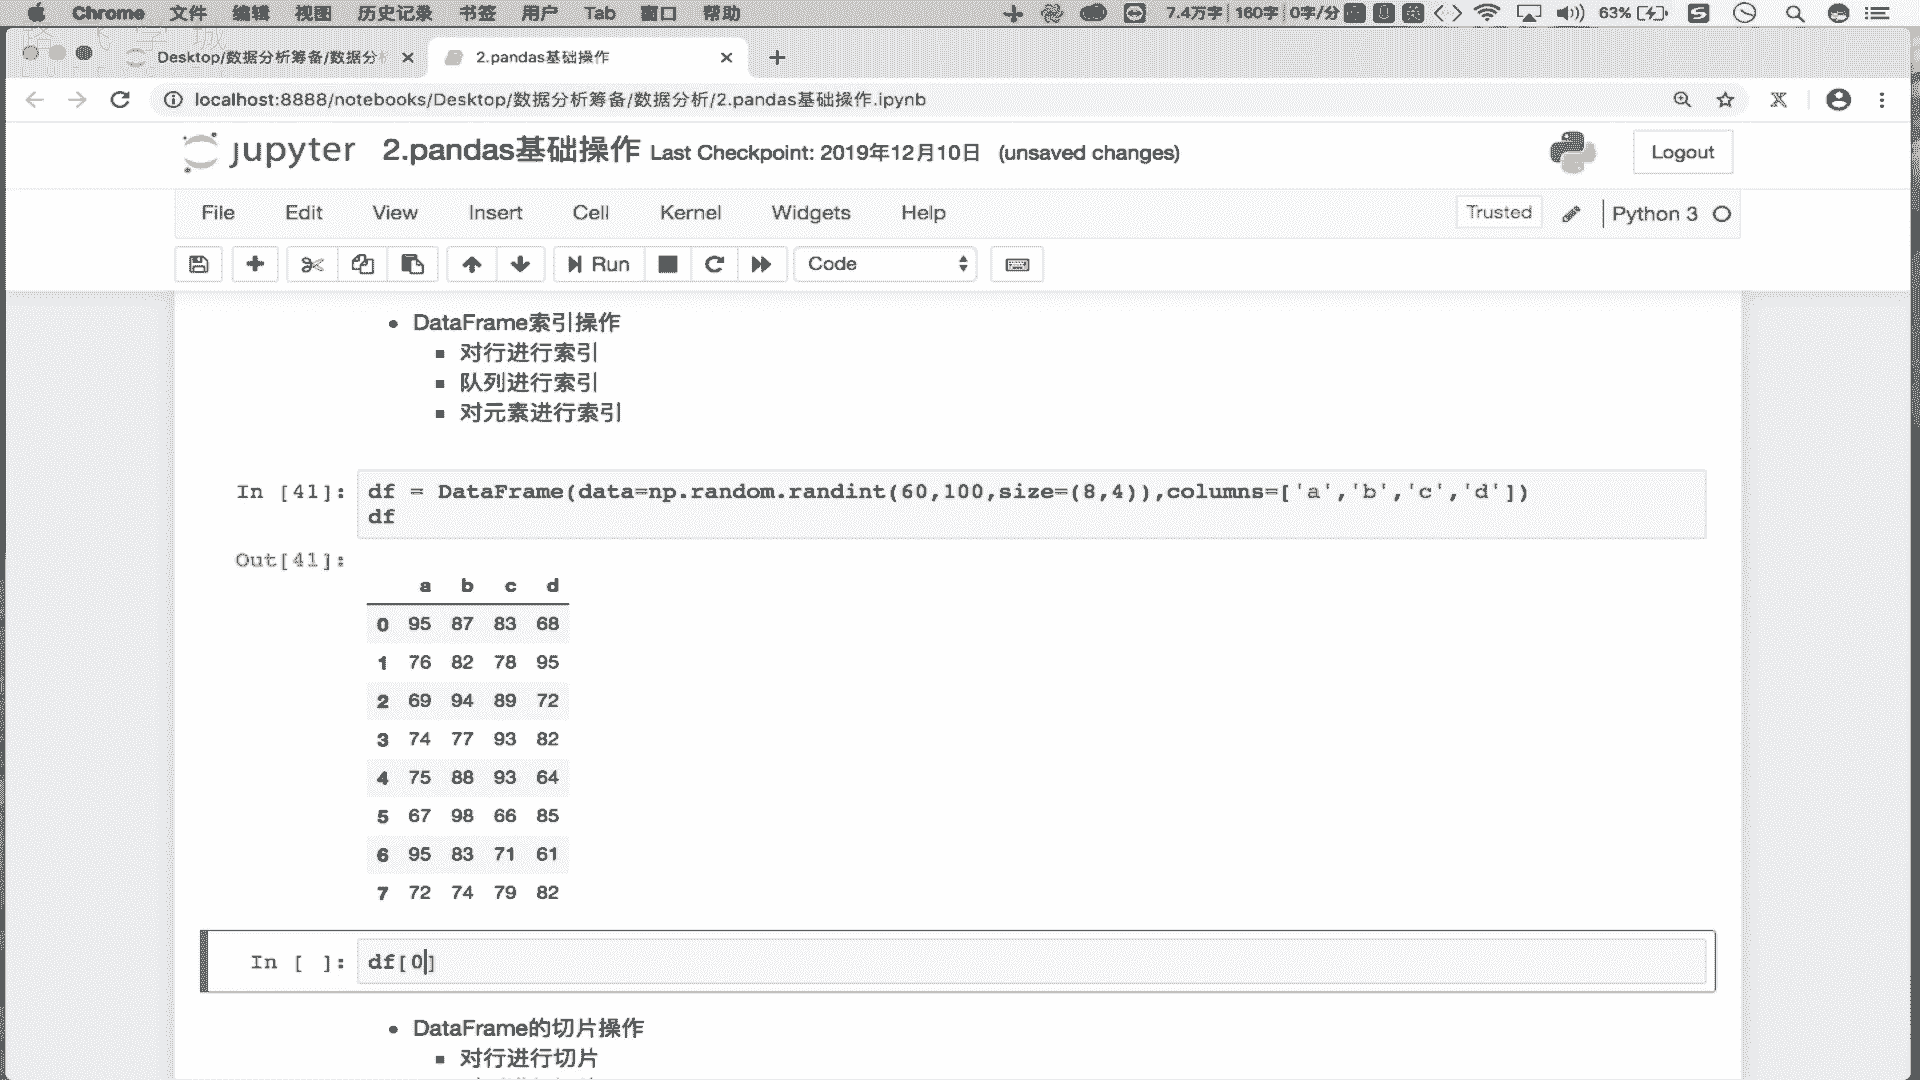 Chrome 文件 编辑 视图 历史记录 书签 用户 Tab 窗口 帮助 7.4万字 160字 0字/分 英 63%
Desktop/数据分析筹备/数据分析 2.pandas基础操作
localhost:8888/notebooks/Desktop/数据分析筹备/数据分析/2.pandas基础操作.ipynb
jupyter 2.pandas基础操作 Last Checkpoint: 2019年12月10日 (unsaved changes) Logout
File Edit View Insert Cell Kernel Widgets Help Trusted Python 3
Run Code
DataFrame索引操作
对行进行索引
队列进行索引
对元素进行索引
In [41]: df = DataFrame(data=np.random.randint(60,100,size=(8,4)),columns=['a','b','c','d'])
df
Out[41]:
a b c d
0 95 87 83 68
1 76 82 78 95
2 69 94 89 72
3 74 77 93 82
4 75 88 93 64
5 67 98 66 85
6 95 83 71 61
7 72 74 79 82
In [ ]: df[0]
DataFrame的切片操作
对行进行切片